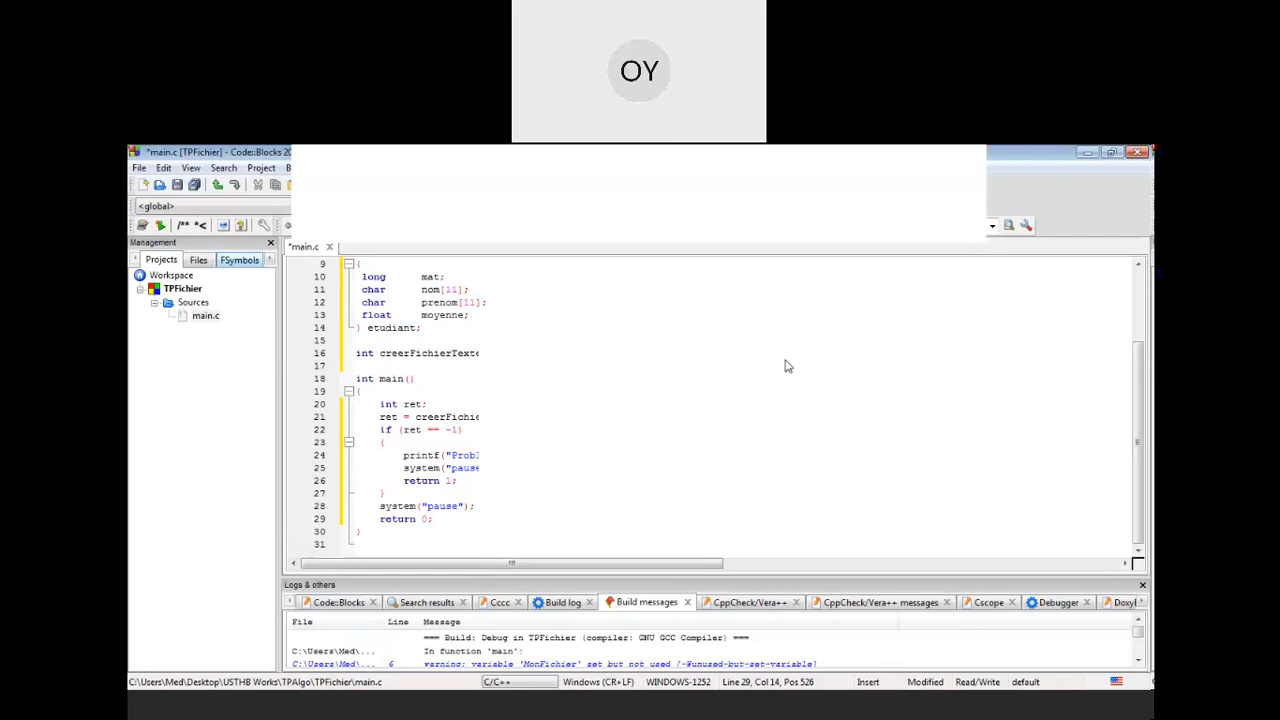 OY
*main.c [TPFichier] - Code::Blocks 20
File Edit View Search Project B
<global>
/** *<
Management
*main.c
Projects Files FSymbols
Workspace
TPFichier
Sources
main.c
9 {
10 long mat;
11 char nom[11];
12 char prenom[11];
13 float moyenne;
14 } etudiant;
15
16 int creerFichierTexte
17
18 int main()
19 {
20 int ret;
21 ret = creerFichie
22 if (ret == -1)
23 {
24 printf("Probl
25 system("pause
26 return 1;
27 }
28 system("pause");
29 return 0;
30 }
31
Logs & others
Code::Blocks Search results Cccc Build log Build messages CppCheck/Vera++ CppCheck/Vera++ messages Cscope Debugger Doxyl
File Line Message
=== Build: Debug in TPFichier (compiler: GNU GCC Compiler) ===
C:\Users\Med\... In function 'main':
C:\Users\Med\... 6 warning: variable 'MonFichier' set but not used [-Wunused-but-set-variable]
C:\Users\Med\Desktop\USTHB Works\TPAlgo\TPFichier\main.c C/C++ Windows (CR+LF) WINDOWS-1252 Line 29, Col 14, Pos 526 Insert Modified Read/Write default